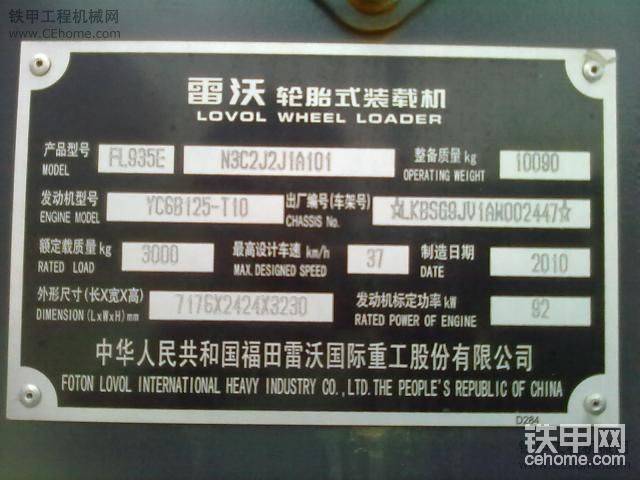 铁甲工程机械网
CEhome.com
雷沃 轮胎式装载机
LOVOL WHEEL LOADER
产品型号 FL935E N3C2J2J1A101 整备质量 kg 10090
MODEL OPERATING WEIGHT
发动机型号 YC6B125-T10 出厂编号(车架号) ☆LKBSG9JV1AW002447☆
ENGINE MODEL CHASSIS No.
额定载质量 kg 3000 最高设计车速 km/h 37 制造日期 2010
RATED LOAD MAX.DESIGNED SPEED DATE
外形尺寸(长X宽X高) 7176X2424X3230 发动机标定功率 kW 92
DIMENSION (LxWxH) mm RATED POWER OF ENGINE
中华人民共和国福田雷沃国际重工股份有限公司
FOTON LOVOL INTERNATIONAL HEAVY INDUSTRY CO.,LTD.THE PEOPLE'S REPUBLIC OF CHINA
D284
铁甲网
cehome.com